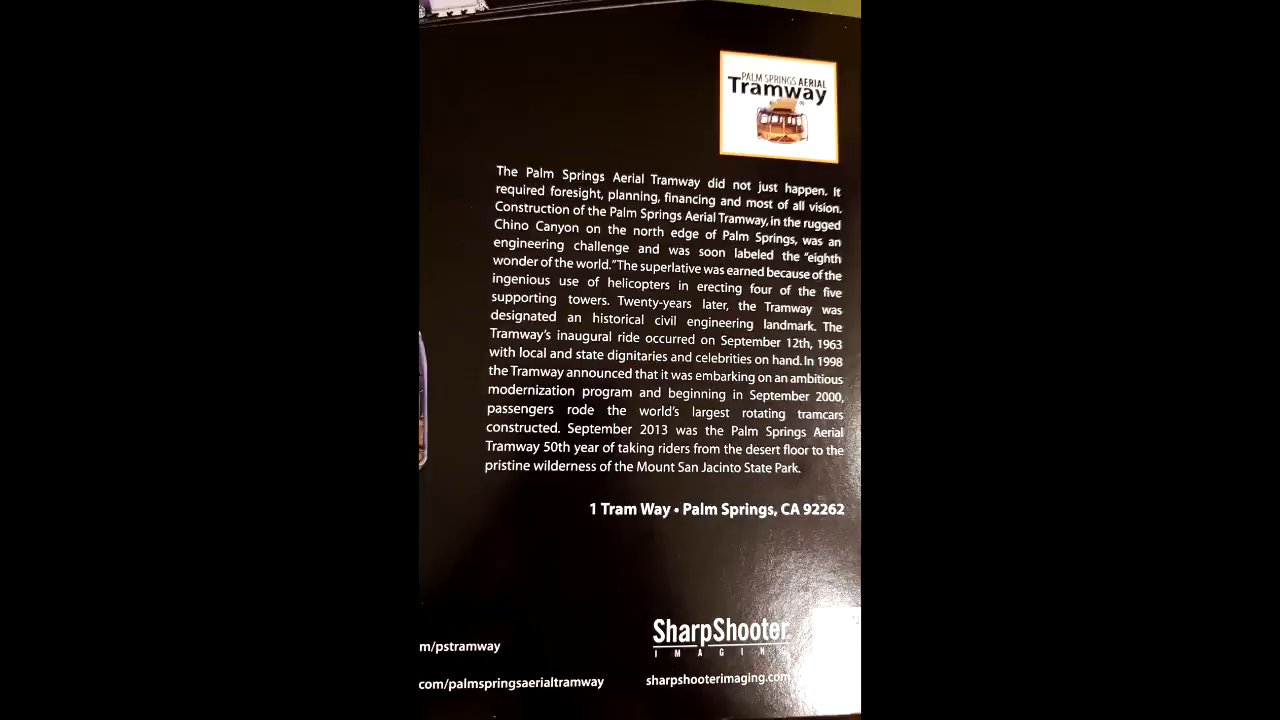 PALM SPRINGS AERIAL
Tramway
®
The Palm Springs Aerial Tramway did not just happen. It
required foresight, planning, financing and most of all vision.
Construction of the Palm Springs Aerial Tramway, in the rugged
Chino Canyon on the north edge of Palm Springs, was an
engineering challenge and was soon labeled the "eighth
wonder of the world." The superlative was earned because of the
ingenious use of helicopters in erecting four of the five
supporting towers. Twenty-years later, the Tramway was
designated an historical civil engineering landmark. The
Tramway's inaugural ride occurred on September 12th, 1963
with local and state dignitaries and celebrities on hand. In 1998
the Tramway announced that it was embarking on an ambitious
modernization program and beginning in September 2000,
passengers rode the world's largest rotating tramcars
constructed. September 2013 was the Palm Springs Aerial
Tramway 50th year of taking riders from the desert floor to the
pristine wilderness of the Mount San Jacinto State Park.
1 Tram Way • Palm Springs, CA 92262
SharpShooter
IMAGING
m/pstramway
com/palmspringsaerialtramway
sharpshooterimaging.com